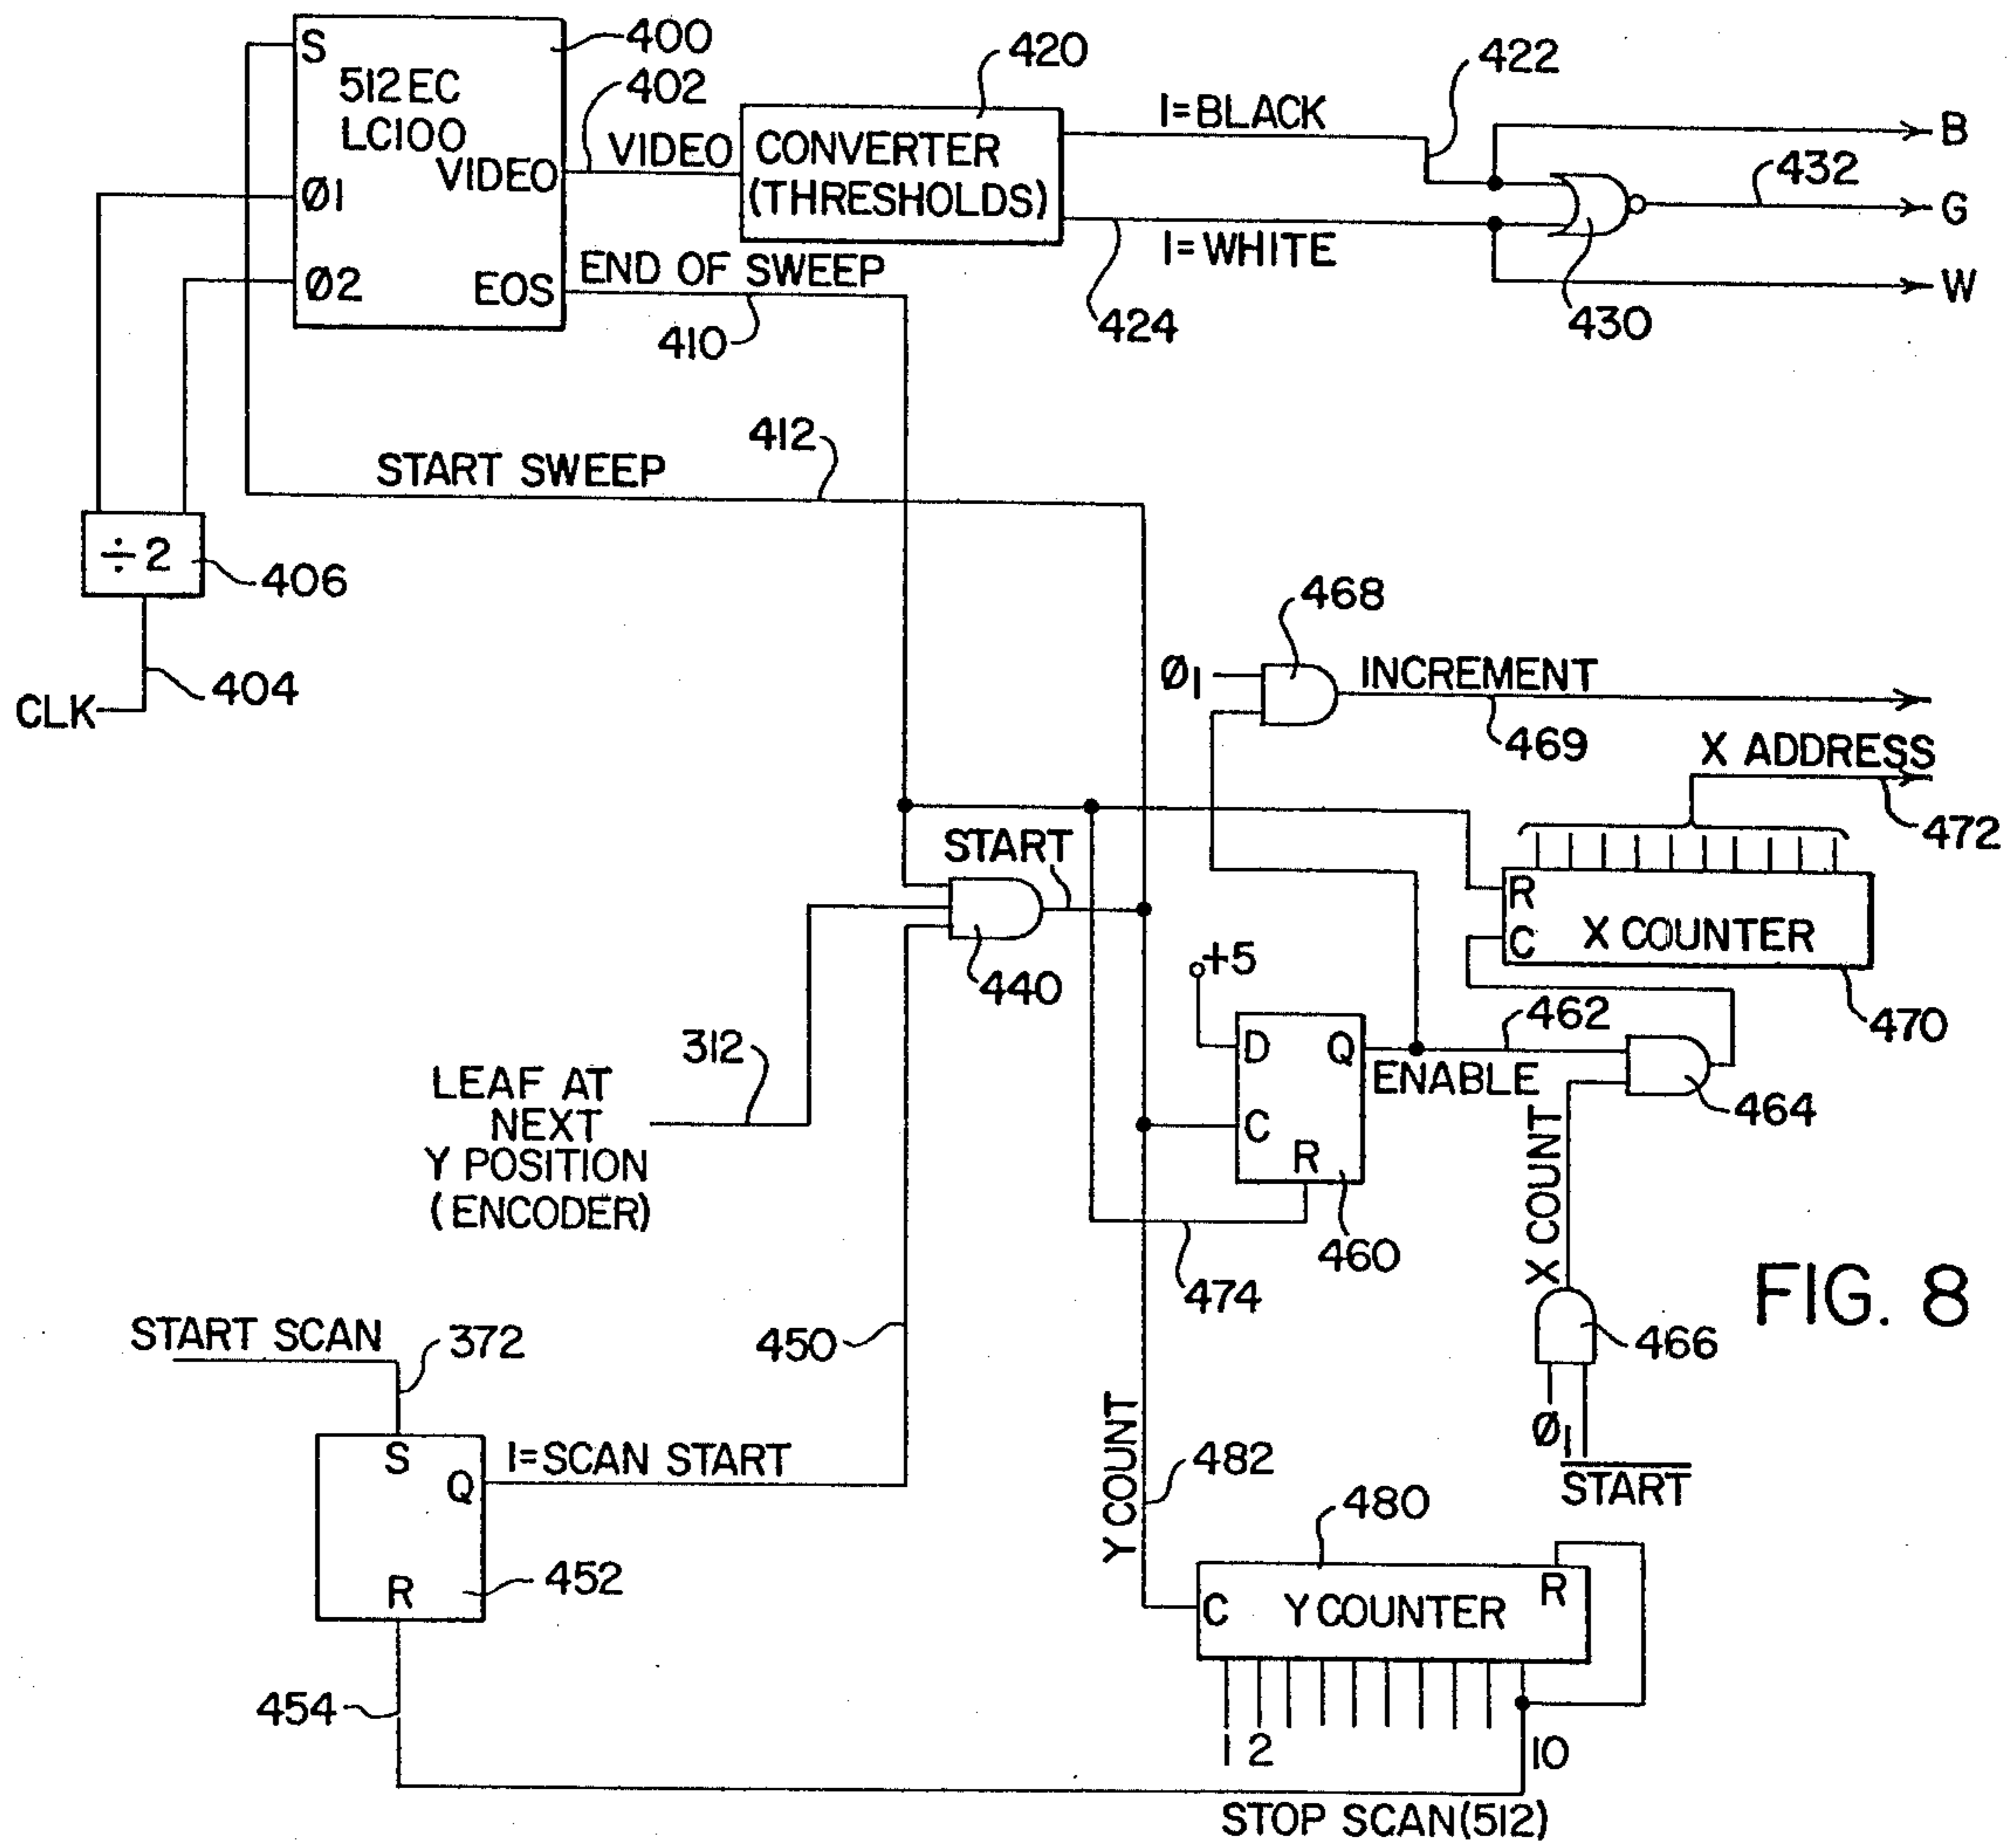 S
512EC
LC100
VIDEO
Ø1
Ø2
EOS
400
402
VIDEO
CONVERTER
(THRESHOLDS)
420
1=BLACK
422
B
432
G
1=WHITE
424
430
W
END OF SWEEP
410
412
START SWEEP
÷2
406
404
CLK
468
Ø1
INCREMENT
469
X ADDRESS
472
START
R
C
X COUNTER
470
440
+5
312
LEAF AT
NEXT
Y POSITION
(ENCODER)
D
Q
C
R
462
ENABLE
464
460
474
X COUNT
FIG. 8
START SCAN
372
450
466
Ø1
START
S
Q
1=SCAN START
R
452
Y COUNT
482
480
C
Y COUNTER
R
454
1 2
10
STOP SCAN(512)